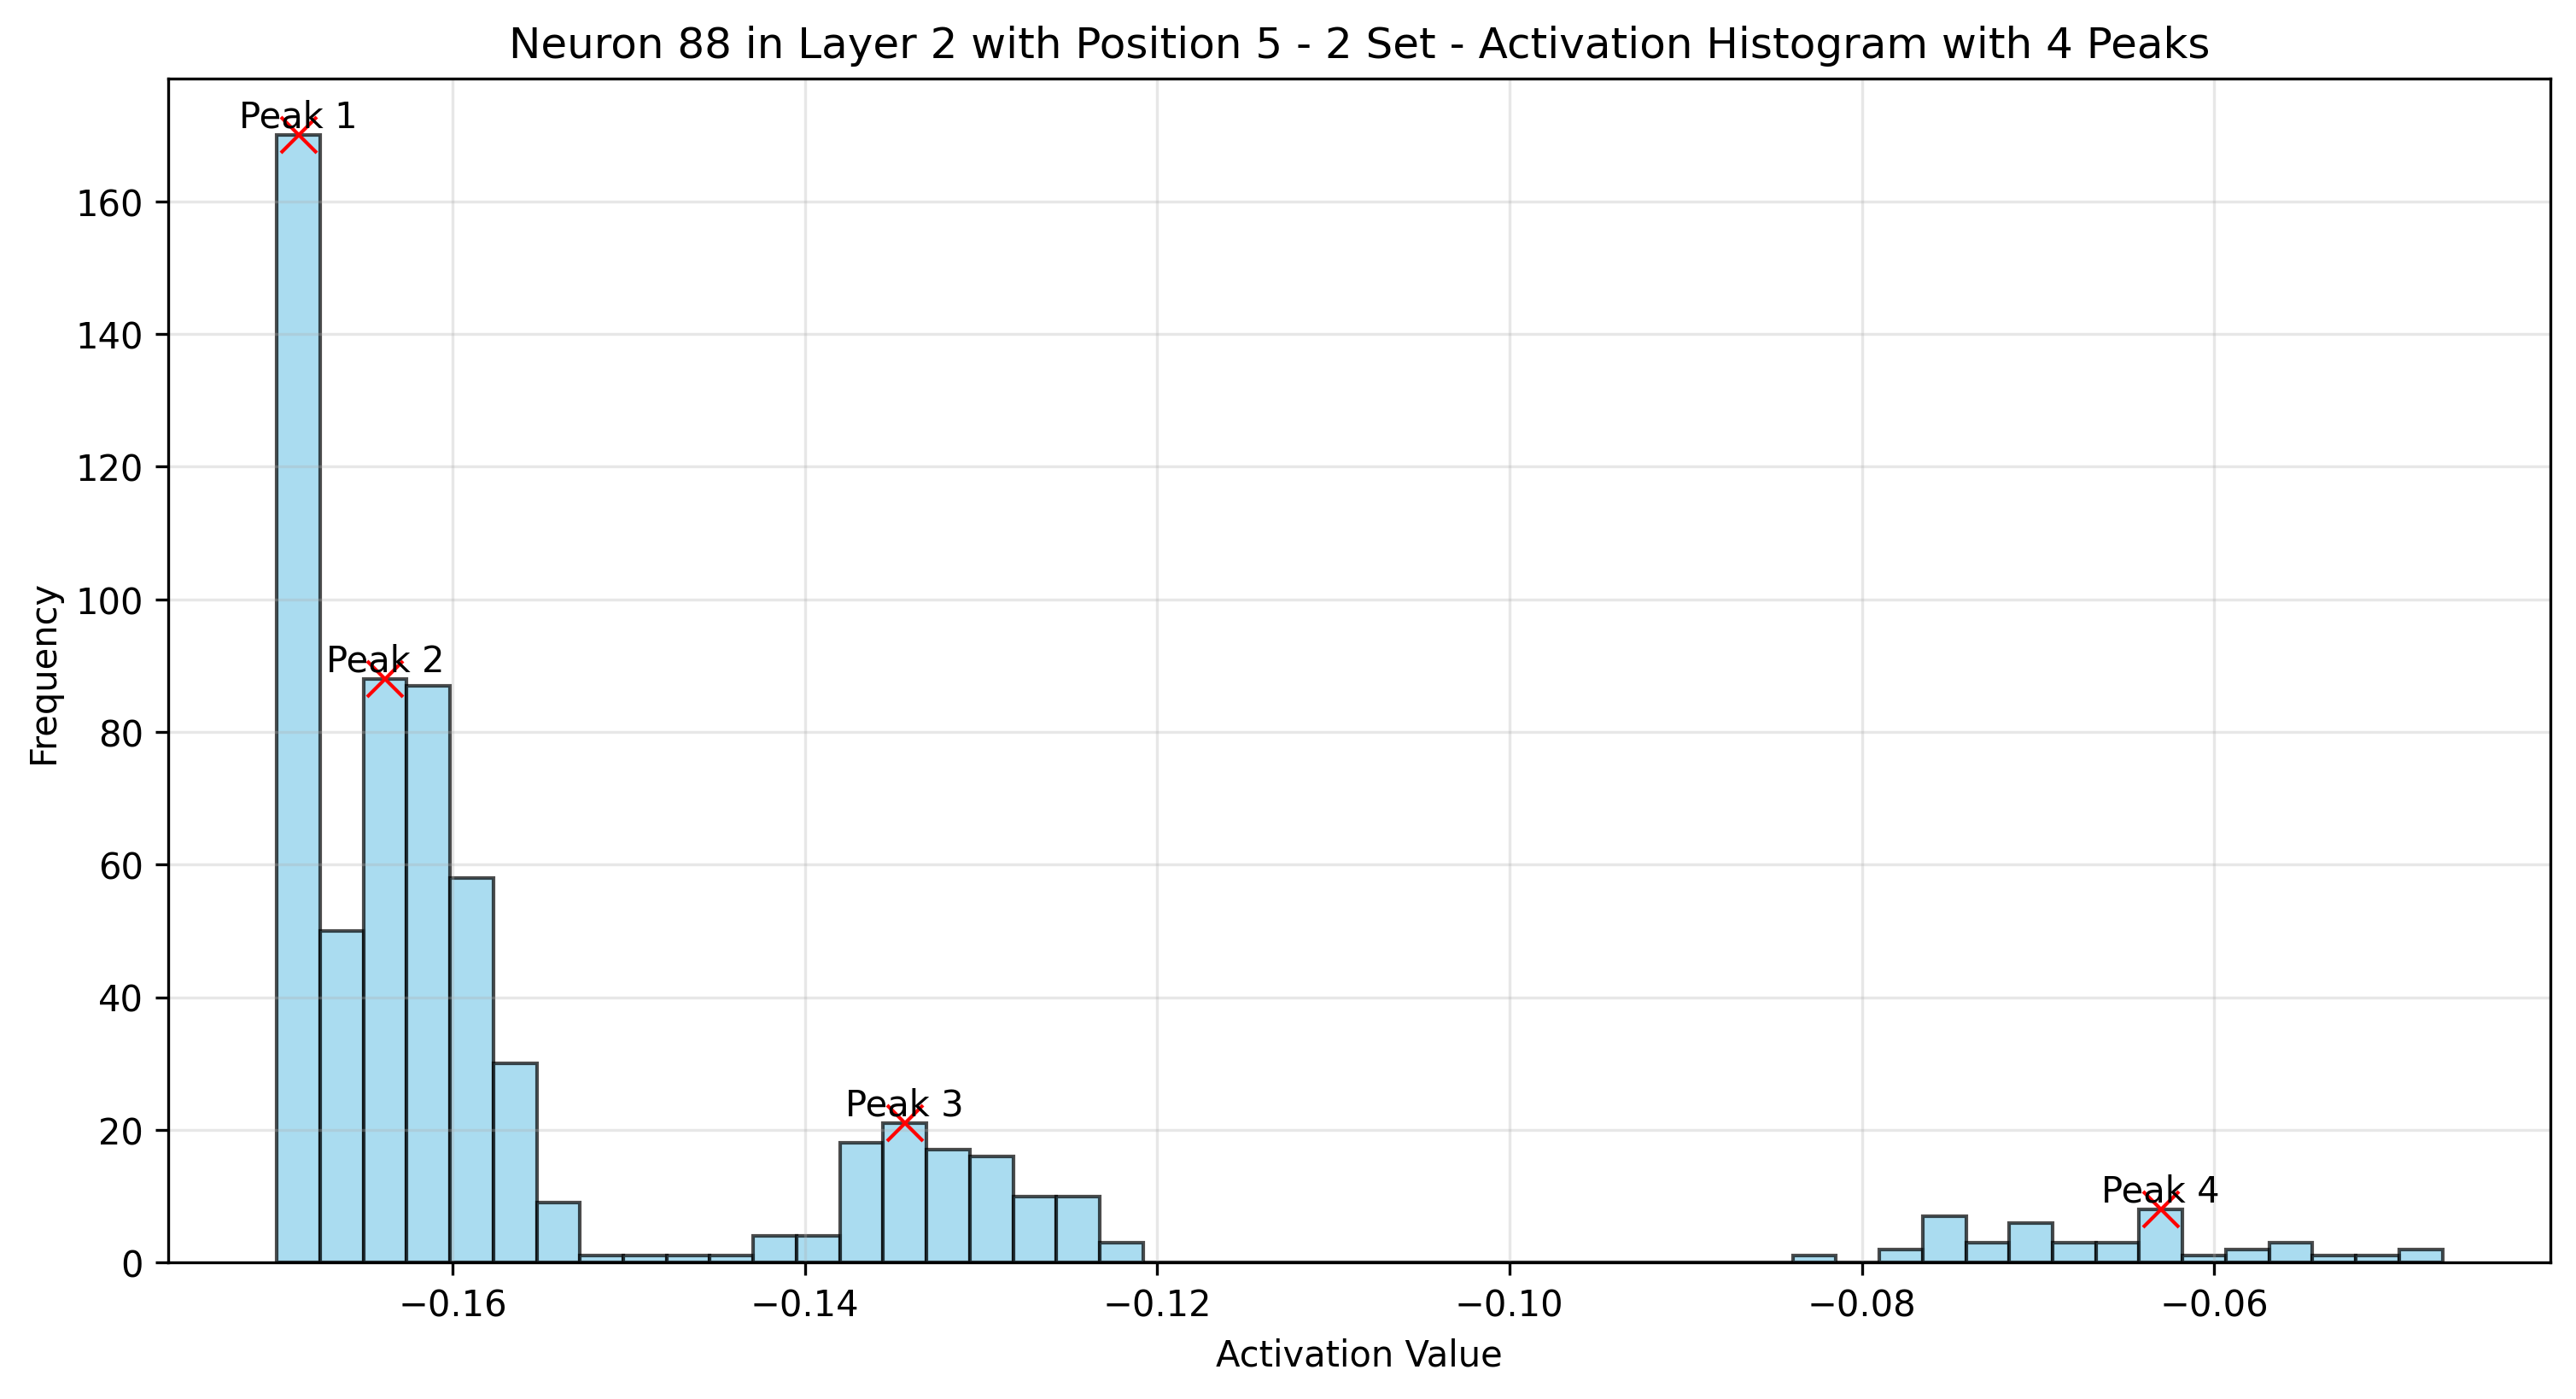 Neuron 88 in Layer 2 with Position 5 - 2 Set - Activation Histogram with 4 Peaks
Peak 1
Peak 2
Peak 3
Peak 4
Frequency
160
140
120
100
80
60
40
20
0
−0.16 −0.14 −0.12 −0.10 −0.08 −0.06
Activation Value